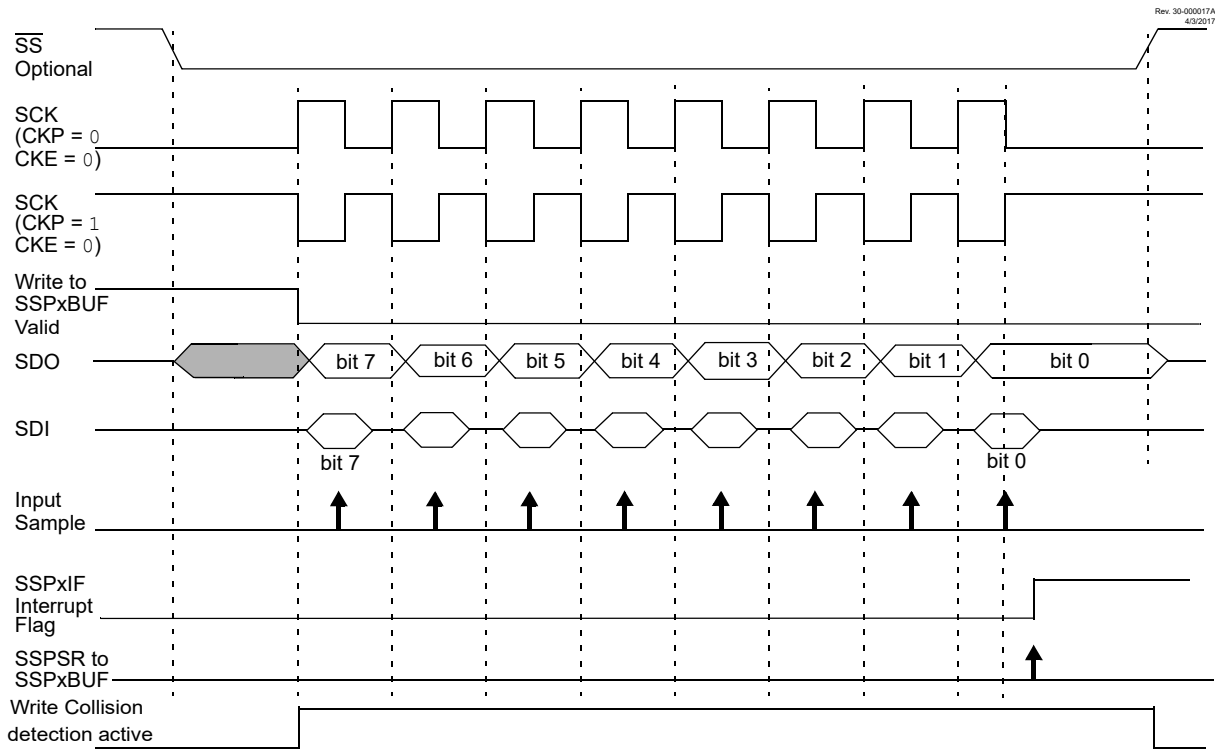 Rev. 30-000017A
4/3/2017
SS
Optional
SCK
(CKP = 0
CKE = 0)
SCK
(CKP = 1
CKE = 0)
Write to
SSPxBUF
Valid
SDO
bit 7 bit 6 bit 5 bit 4 bit 3 bit 2 bit 1 bit 0
SDI
bit 7 bit 0
Input
Sample
SSPxIF
Interrupt
Flag
SSPSR to
SSPxBUF
Write Collision
detection active